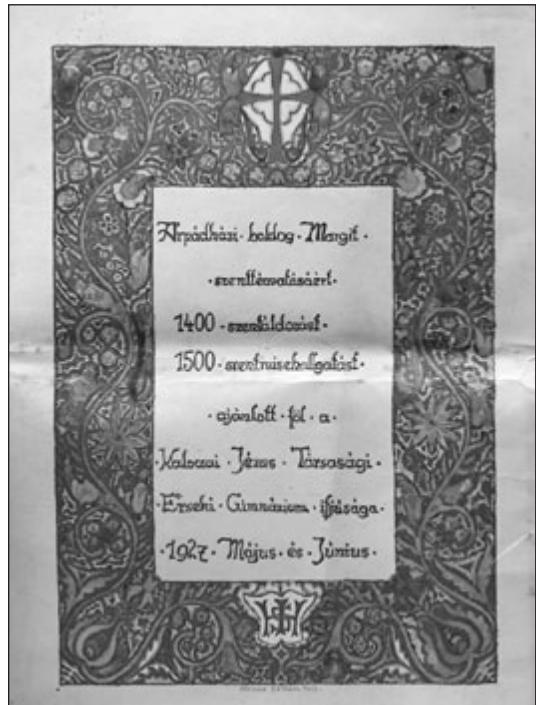 Árpádházi · boldog · Margit ·
· szenttéavatásáért ·
1400 · szentáldozást ·
1500 · szentmisehallgatást ·
· ajánlott · föl · a ·
· Kalocsai · Jézus · Társasági ·
· Érseki · Gimnázium · ifjúsága ·
· 1927 · Május · és · Június ·